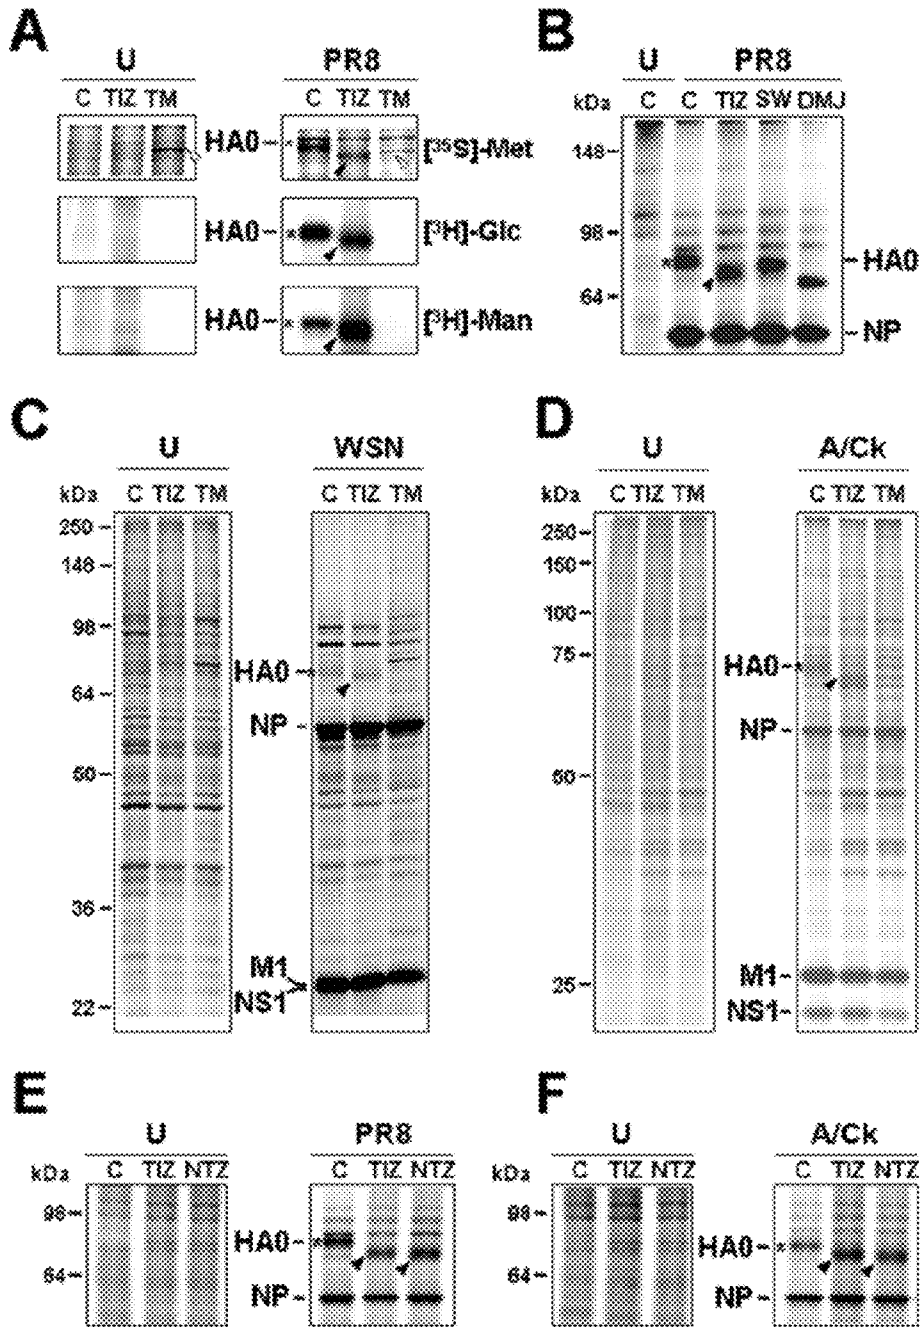 A
U
PR8
C TIZ TM
C TIZ TM
HA0
[³⁵S]-Met
HA0
[³H]-Glc
HA0
[³H]-Man
B
U
PR8
kDa
C
C
TIZ
SW
DMJ
148
98
64
HA0
NP
C
U
WSN
kDa
C TIZ TM
C TIZ TM
250
148
98
64
50
36
22
HA0
NP
M1
NS1
D
U
A/Ck
kDa
C TIZ TM
C TIZ TM
250
150
100
75
50
25
HA0
NP
M1
NS1
E
U
PR8
kDa
C TIZ NTZ
C TIZ NTZ
98
64
HA0
NP
F
U
A/Ck
kDa
C TIZ NTZ
C TIZ NTZ
98
64
HA0
NP